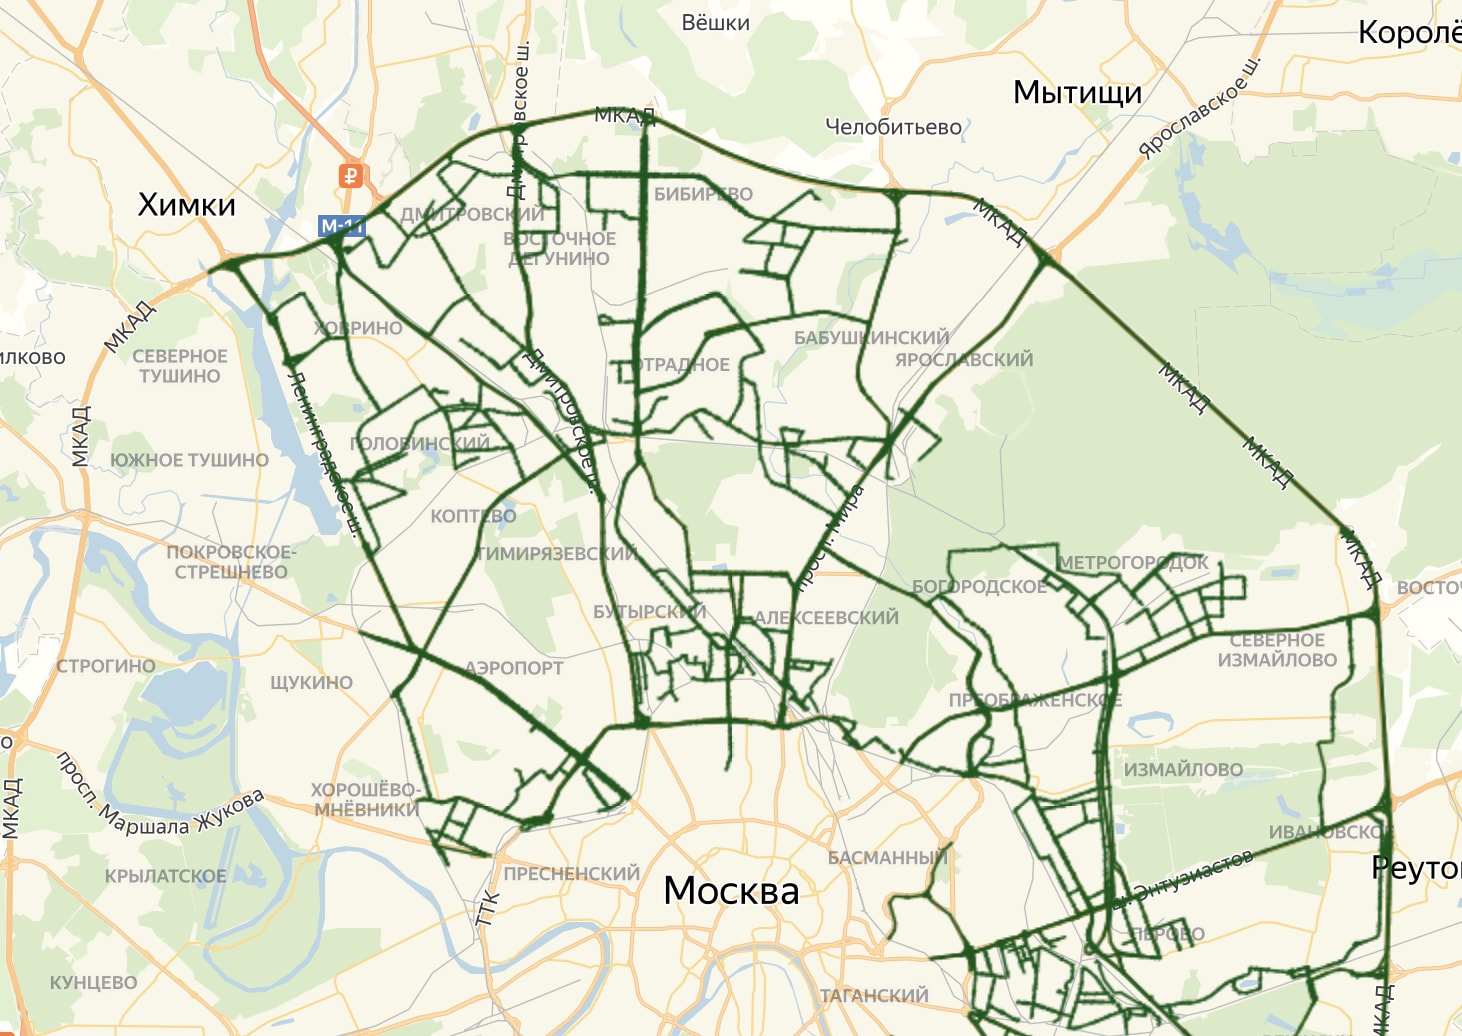 Вёшки
Королё
Мытищи
Ярославское ш.
Дмитровское ш.
МКАД
Челобитьево
₽
Химки
М-11
БИБИРЕВО
ДМИТРОВСКИЙ
МКАД
ВОСТОЧНОЕ
ДЕГУНИНО
МКАД
ХОВРИНО
БАБУШКИНСКИЙ
илково
СЕВЕРНОЕ
ТУШИНО
ЯРОСЛАВСКИЙ
ОТРАДНОЕ
МКАД
Дмитровское ш.
Ленинградское ш.
МКАД
ГОЛОВИНСКИЙ
ЮЖНОЕ ТУШИНО
МКАД
КОПТЕВО
просп. Мира
ПОКРОВСКОЕ-
СТРЕШНЕВО
ТИМИРЯЗЕВСКИЙ
МЕТРОГОРОДОК
МКАД
БОГОРОДСКОЕ
ВОСТО
БУТЫРСКИЙ
АЛЕКСЕЕВСКИЙ
СЕВЕРНОЕ
ИЗМАЙЛОВО
СТРОГИНО
АЭРОПОРТ
ЩУКИНО
ПРЕОБРАЖЕНСКОЕ
о
ИЗМАЙЛОВО
просп. Маршала Жукова
ХОРОШЁВО-
МНЁВНИКИ
МКАД
ИВАНОВСКОЕ
БАСМАННЫЙ
Реуто
КРЫЛАТСКОЕ
ПРЕСНЕНСКИЙ
Москва
ш. Энтузиастов
ТТК
ПЕРОВО
КУНЦЕВО
ТАГАНСКИЙ
МКАД